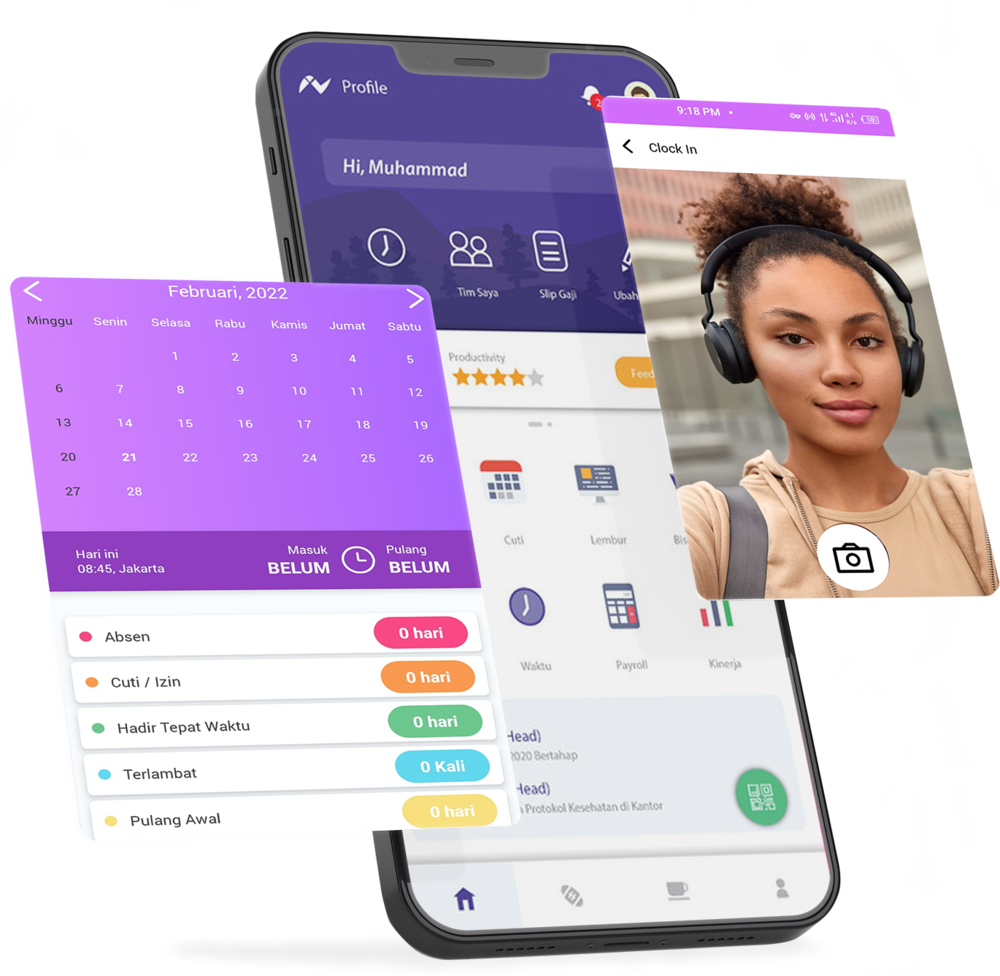 Profile
2
Hi, Muhammad
Tim Saya
Slip Gaji
Ubah
Productivity
Feed
Cuti
Lembur
Bis
Waktu
Payroll
Kinerja
Head)
2020 Bertahap
Head)
Protokol Kesehatan di Kantor
9:18 PM
Clock In
Februari, 2022
Minggu Senin Selasa Rabu Kamis Jumat Sabtu
1 2 3 4 5
6 7 8 9 10 11 12
13 14 15 16 17 18 19
20 21 22 23 24 25 26
27 28
Hari ini
08:45, Jakarta
Masuk
BELUM
Pulang
BELUM
Absen 0 hari
Cuti / Izin 0 hari
Hadir Tepat Waktu 0 hari
Terlambat 0 Kali
Pulang Awal 0 hari